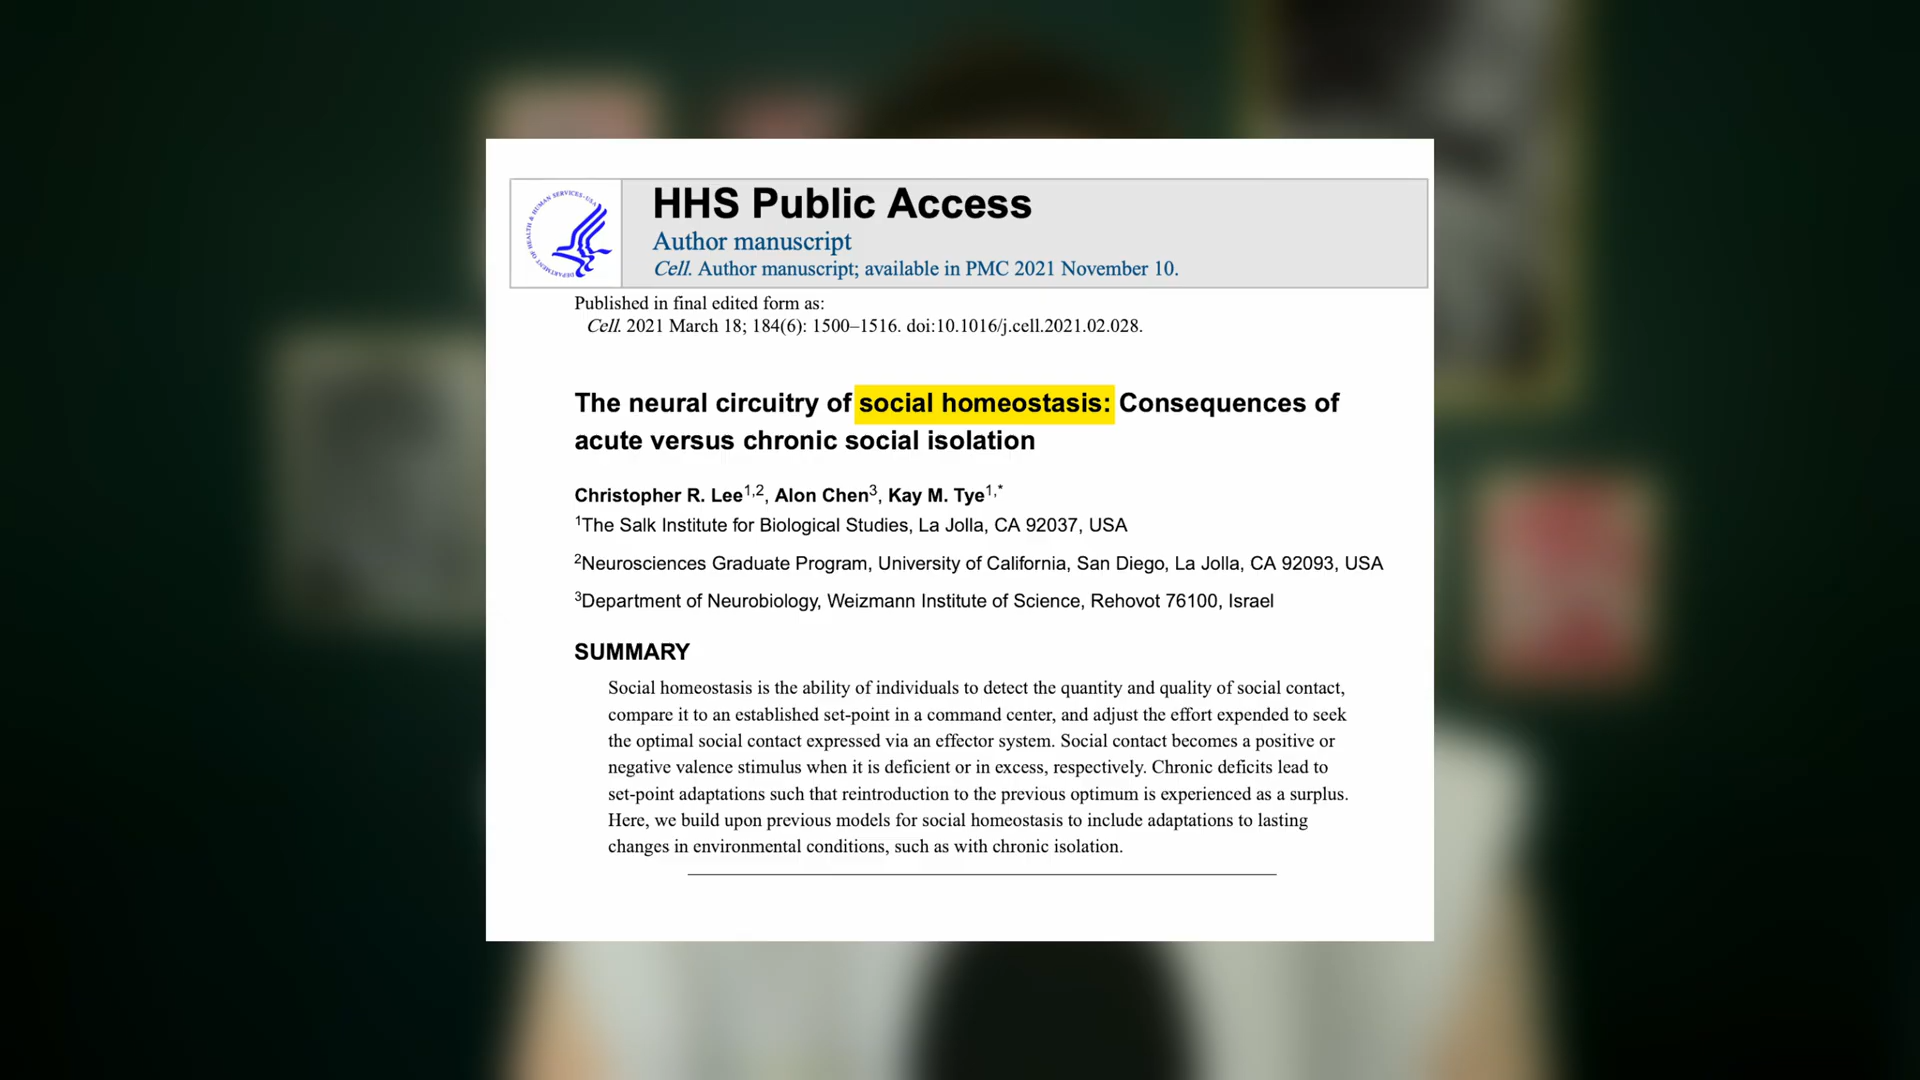 DEPARTMENT OF HEALTH & HUMAN SERVICES • USA
HHS Public Access
Author manuscript
Cell. Author manuscript; available in PMC 2021 November 10.
Published in final edited form as:
Cell. 2021 March 18; 184(6): 1500–1516. doi:10.1016/j.cell.2021.02.028.
The neural circuitry of social homeostasis: Consequences of
acute versus chronic social isolation
Christopher R. Lee1,2, Alon Chen3, Kay M. Tye1,*
1The Salk Institute for Biological Studies, La Jolla, CA 92037, USA
2Neurosciences Graduate Program, University of California, San Diego, La Jolla, CA 92093, USA
3Department of Neurobiology, Weizmann Institute of Science, Rehovot 76100, Israel
SUMMARY
Social homeostasis is the ability of individuals to detect the quantity and quality of social contact,
compare it to an established set-point in a command center, and adjust the effort expended to seek
the optimal social contact expressed via an effector system. Social contact becomes a positive or
negative valence stimulus when it is deficient or in excess, respectively. Chronic deficits lead to
set-point adaptations such that reintroduction to the previous optimum is experienced as a surplus.
Here, we build upon previous models for social homeostasis to include adaptations to lasting
changes in environmental conditions, such as with chronic isolation.